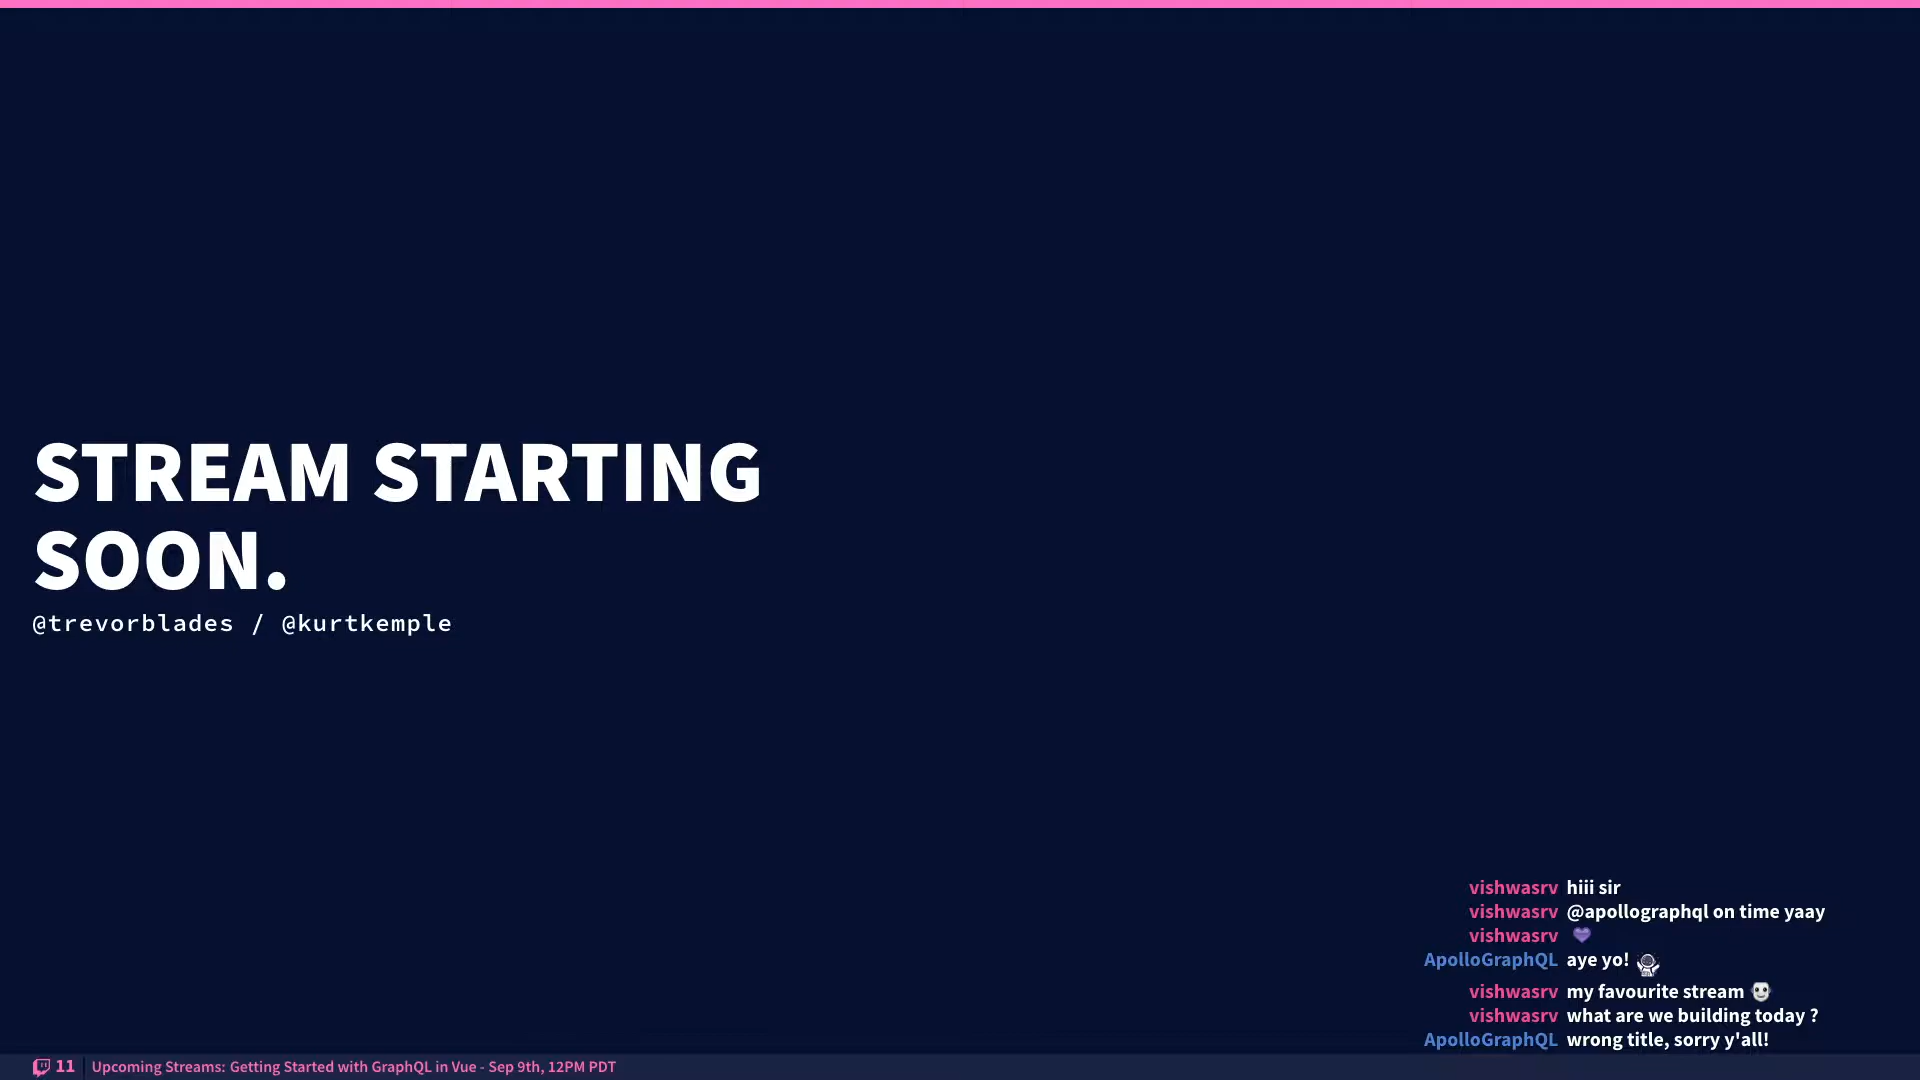 STREAM STARTING
SOON.
@trevorblades / @kurtkemple
vishwasrv hiii sir
vishwasrv @apollographql on time yaay
vishwasrv 💜
ApolloGraphQL aye yo!
vishwasrv my favourite stream
vishwasrv what are we building today ?
ApolloGraphQL wrong title, sorry y'all!
11 Upcoming Streams: Getting Started with GraphQL in Vue - Sep 9th, 12PM PDT